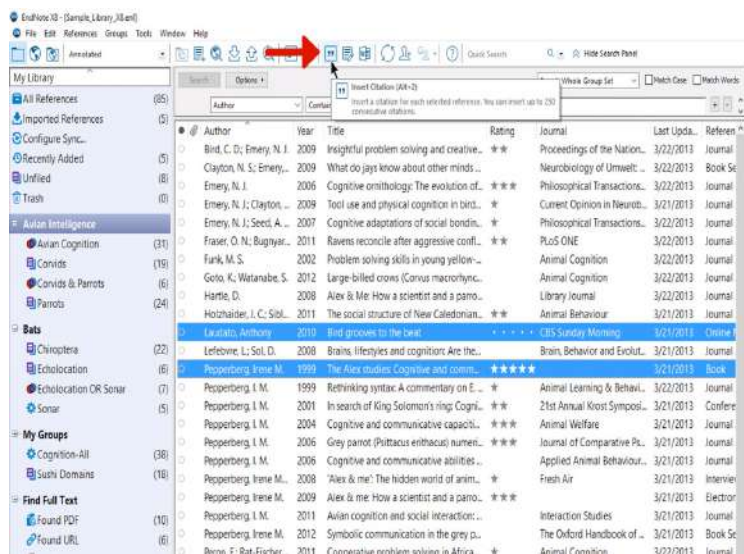 EndNote X8 - [Sample_Library_X8.enl]
File Edit References Groups Tools Window Help
Annotated
Quick Search
Hide Search Panel
My Library
Search Options
Whole Group Set Match Case Match Words
Insert Citation (Alt+2)
Insert a citation for each selected reference. You can insert up to 250 consecutive citations.
Author
All References (85)
Imported References (5)
Configure Sync...
Recently Added (5)
Unfiled (8)
Trash (0)
Avian Intelligence
Avian Cognition (31)
Corvids (19)
Corvids & Parrots (6)
Parrots (24)
Bats
Chiroptera (22)
Echolocation (6)
Echolocation OR Sonar (7)
Sonar (5)
My Groups
Cognition-All (38)
Sushi Domains (18)
Find Full Text
Found PDF (10)
Found URL (6)
Author Year Title Rating Journal Last Upda... Referen
Bird, C. D.; Emery, N. J. 2009 Insightful problem solving and creative... ★★ Proceedings of the Nation... 3/22/2013 Journal
Clayton, N. S.; Emery,... 2009 What do jays know about other minds ... Neurobiology of Umwelt: ... 3/22/2013 Book Se
Emery, N. J. 2006 Cognitive ornithology: The evolution of... ★★★ Philosophical Transactions... 3/22/2013 Journal
Emery, N. J.; Clayton, ... 2009 Tool use and physical cognition in bird... ★ Current Opinion in Neurob... 3/21/2013 Journal
Emery, N. J.; Seed, A. ... 2007 Cognitive adaptations of social bondin... ★ Philosophical Transactions... 3/22/2013 Journal
Fraser, O. N.; Bugnyar... 2011 Ravens reconcile after aggressive confl... ★★ PLoS ONE 3/22/2013 Journal
Funk, M. S. 2002 Problem solving skills in young yellow-... Animal Cognition 3/22/2013 Journal
Goto, K.; Watanabe, S. 2012 Large-billed crows (Corvus macrorhync... Animal Cognition 3/22/2013 Journal
Hartle, D. 2008 Alex & Me: How a scientist and a parro... Library Journal 3/22/2013 Journal
Holzhaider, J. C.; Sibl... 2011 The social structure of New Caledonian... ★★ Animal Behaviour 3/21/2013 Journal
Laudato, Anthony 2010 Bird grooves to the beat CBS Sunday Morning 3/21/2013 Online
Lefebvre, L.; Sol, D. 2008 Brains, lifestyles and cognition: Are the... Brain, Behavior and Evolut... 3/21/2013 Journal
Pepperberg, Irene M. 1999 The Alex studies: Cognitive and comm... ★★★★★ 3/21/2013 Book
Pepperberg, I. M. 1999 Rethinking syntax: A commentary on E. ... ★ Animal Learning & Behavi... 3/22/2013 Journal
Pepperberg, I. M. 2001 In search of King Solomon's ring: Cogni... ★★ 21st Annual Krost Symposi... 3/21/2013 Confere
Pepperberg, I. M. 2004 Cognitive and communicative capaciti... ★★★ Animal Welfare 3/21/2013 Journal
Pepperberg, I. M. 2006 Grey parrot (Psittacus erithacus) numeri... ★★★ Journal of Comparative Ps... 3/21/2013 Journal
Pepperberg, I. M. 2006 Cognitive and communicative abilities ... Applied Animal Behaviour... 3/21/2013 Journal
Pepperberg, Irene M... 2008 'Alex & me': The hidden world of anim... ★ Fresh Air 3/21/2013 Interview
Pepperberg, Irene M. 2009 Alex & me: How a scientist and a parro... ★★★ 3/21/2013 Electron
Pepperberg, I. M. 2011 Avian cognition and social interaction: ... Interaction Studies 3/21/2013 Journal
Pepperberg, Irene M. 2012 Symbolic communication in the grey p... The Oxford Handbook of ... 3/21/2013 Book Se